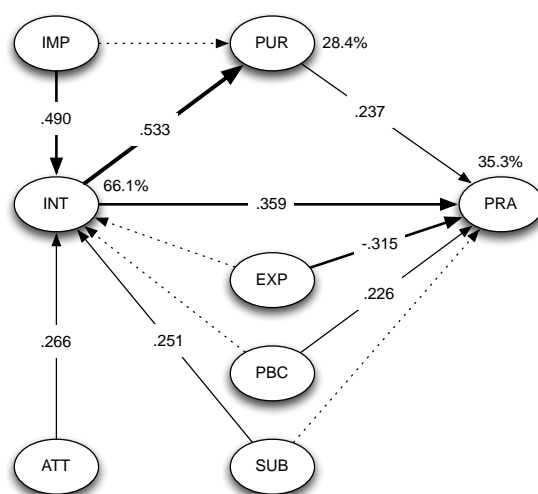 IMP
PUR
28.4%
.490
.533
.237
35.3%
INT
66.1%
.359
PRA
EXP
-.315
.226
.266
.251
PBC
ATT
SUB